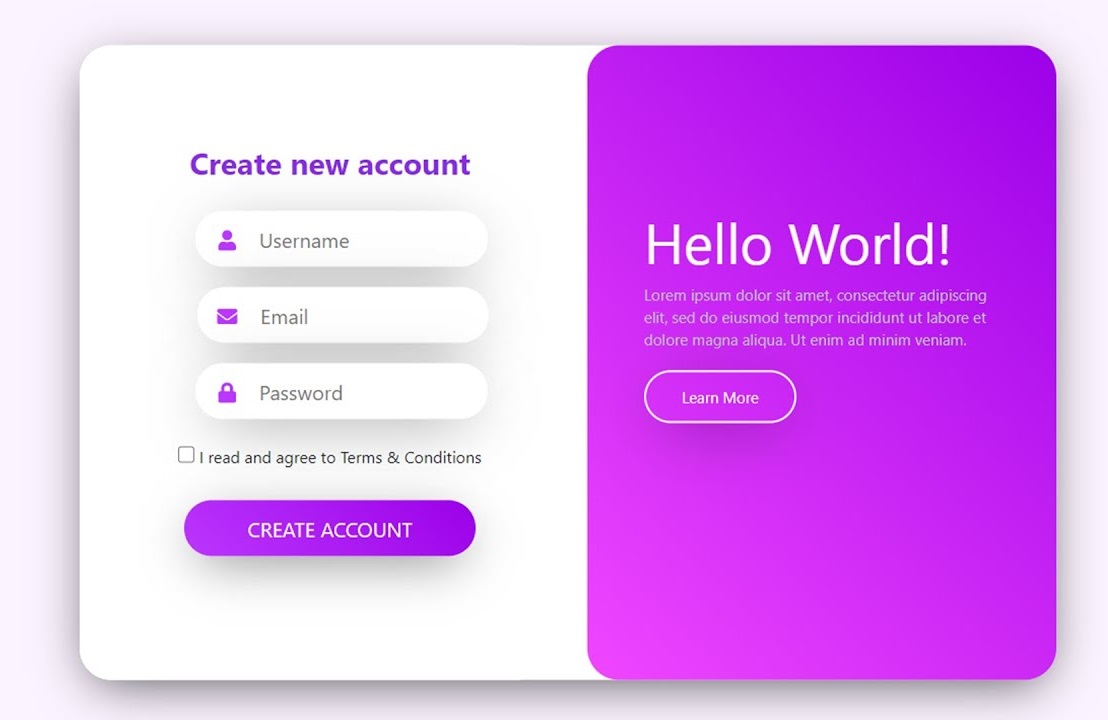 Create new account
Username
Email
Password
I read and agree to Terms & Conditions
CREATE ACCOUNT
Hello World!
Lorem ipsum dolor sit amet, consectetur adipiscing
elit, sed do eiusmod tempor incididunt ut labore et
dolore magna aliqua. Ut enim ad minim veniam.
Learn More